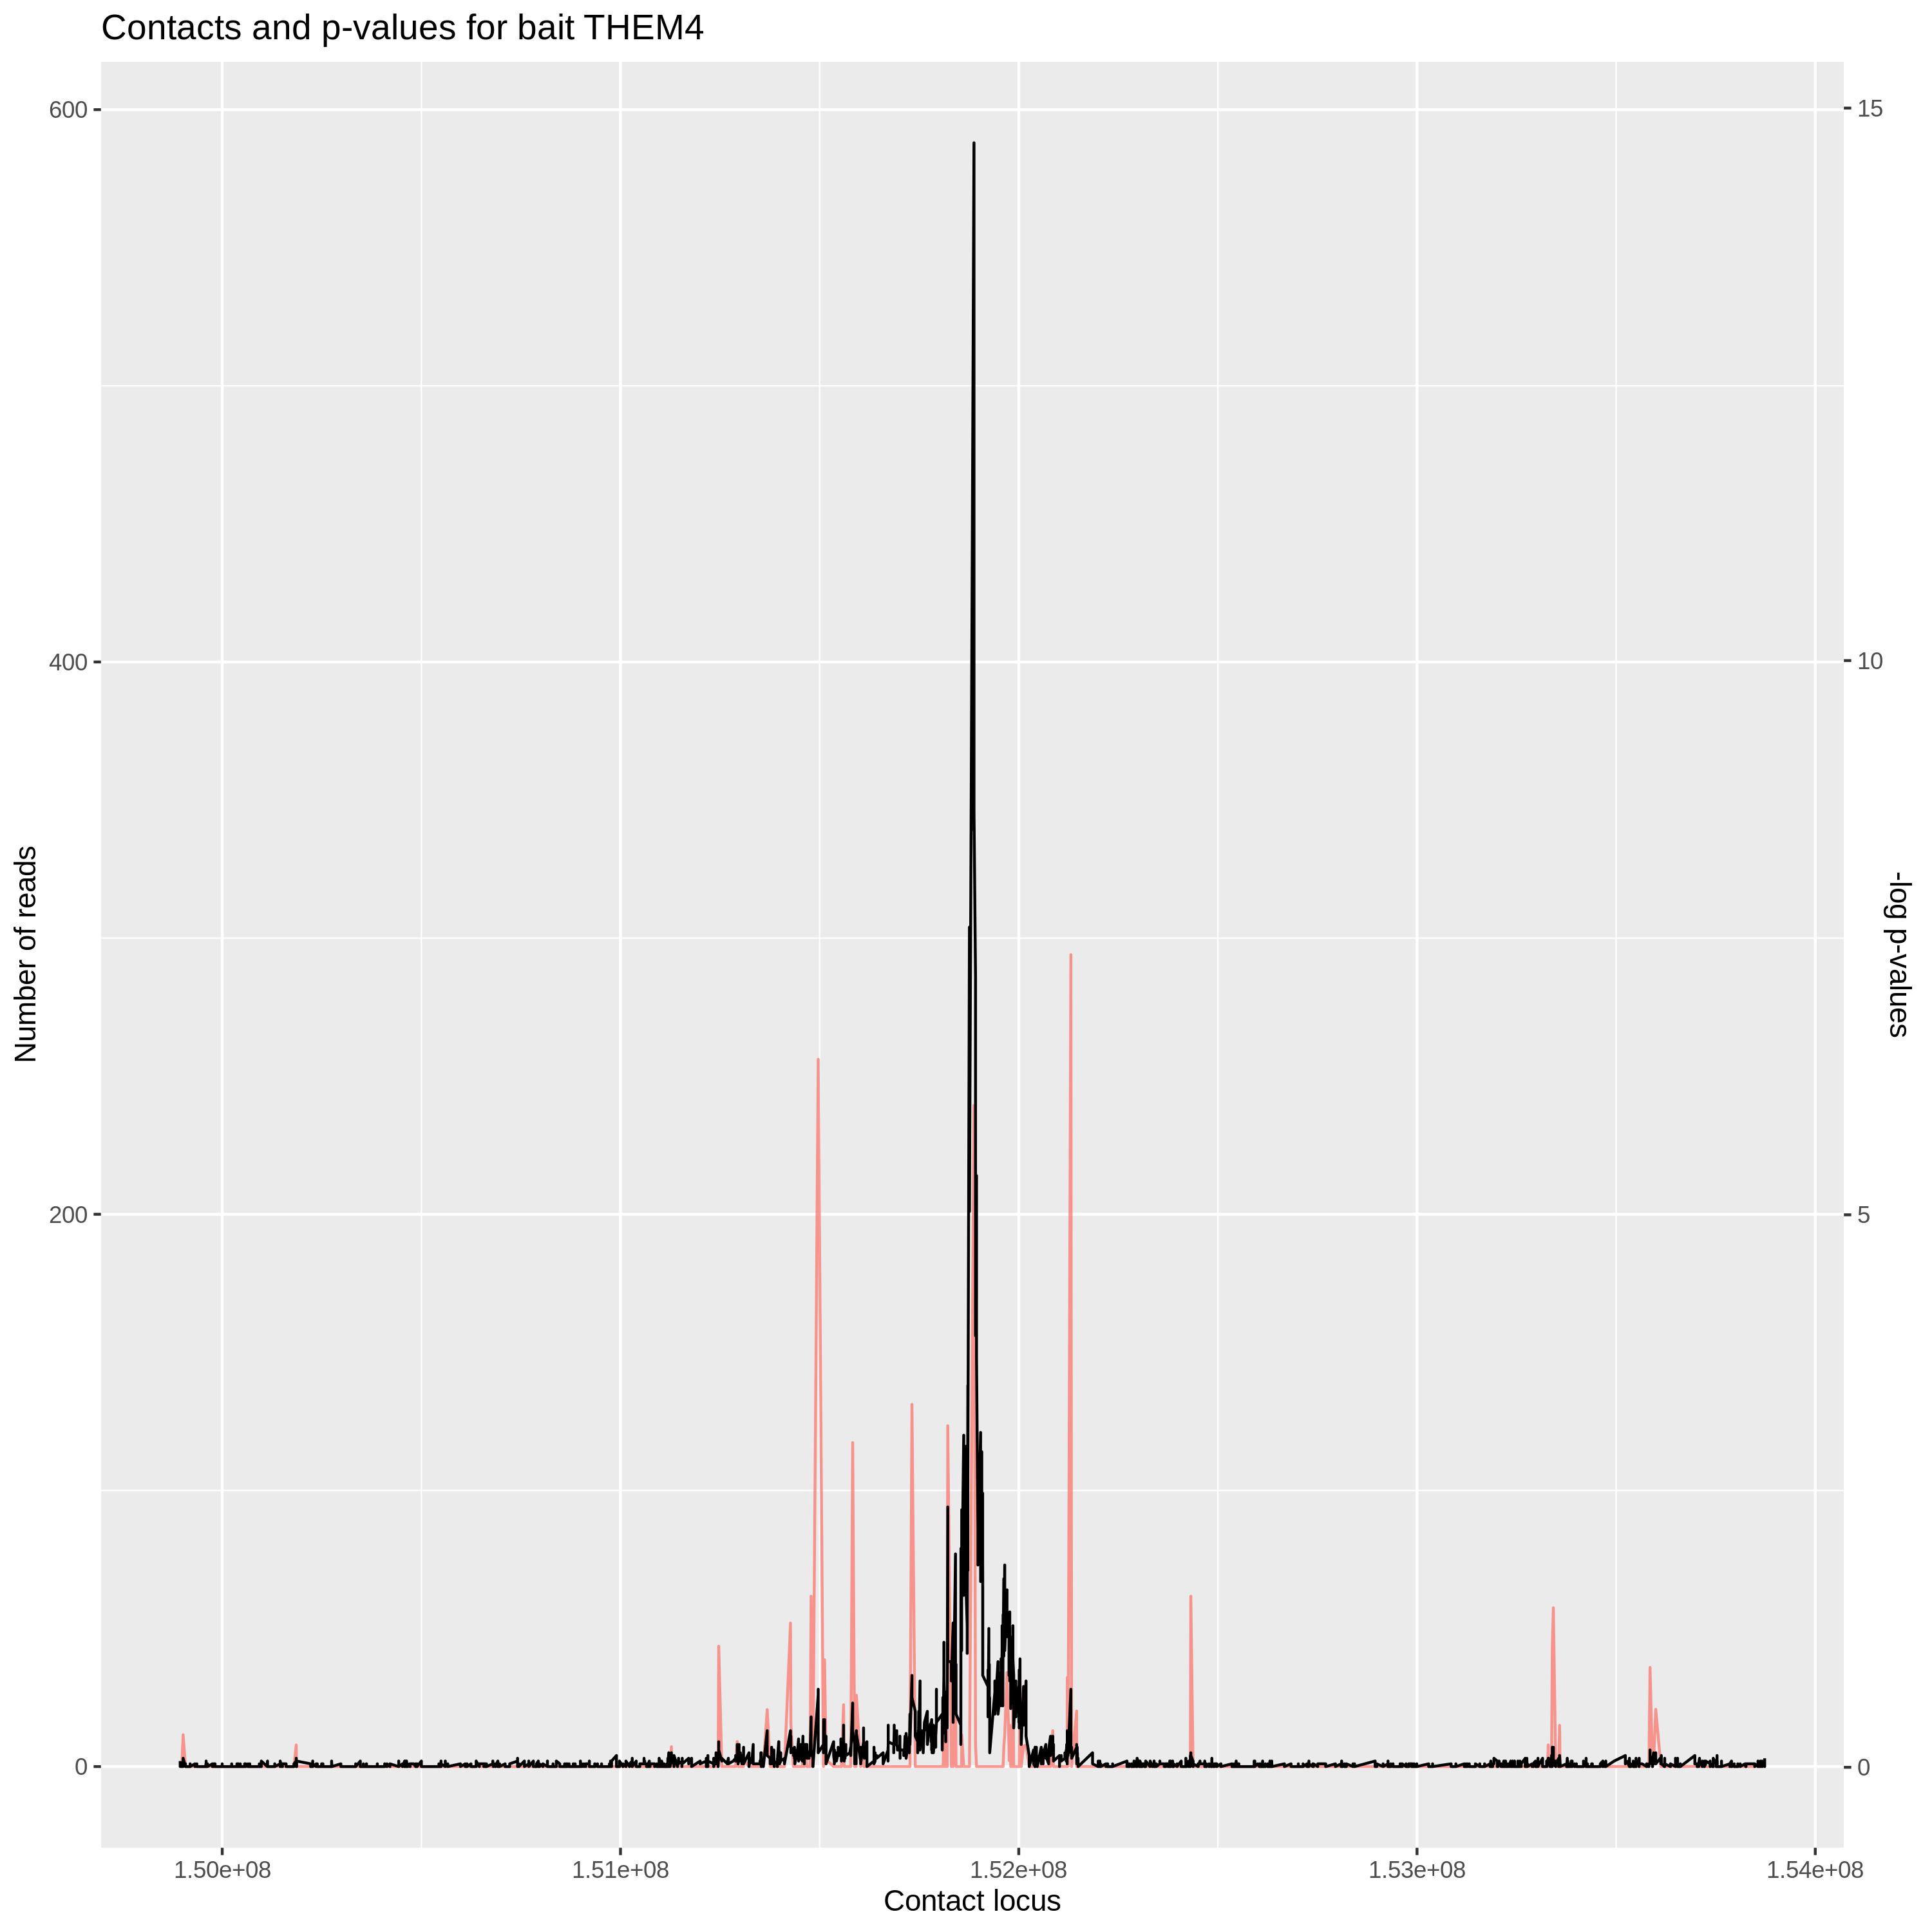 Contacts and p-values for bait THEM4
600
400
200
0
Number of reads
15
10
5
0
-log p-values
1.50e+08 1.51e+08 1.52e+08 1.53e+08 1.54e+08
Contact locus